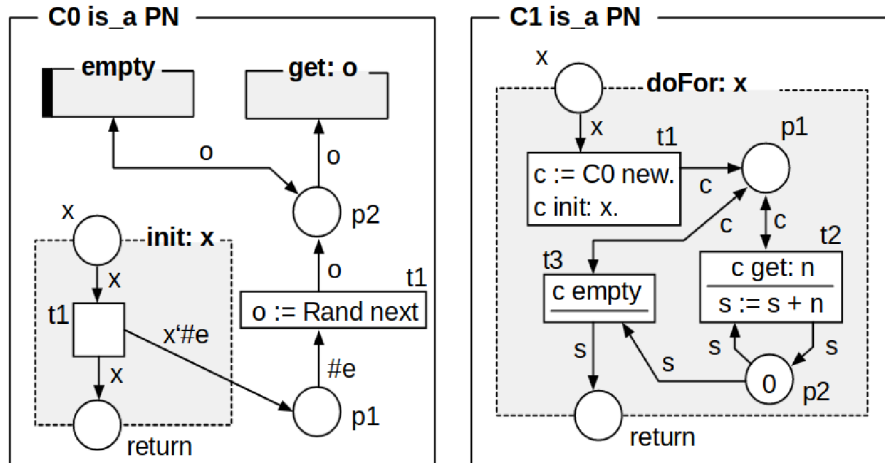 C0 is_a PN
empty
get: o
o
o
x
p2
init: x
x
o
t1
t1
o := Rand next
x‘#e
x
#e
p1
return
C1 is_a PN
x
doFor: x
x
t1
p1
c := C0 new.
c init: x.
c
c
c
t2
t3
c get: n
c empty
s := s + n
s
s
s
s
0
p2
return